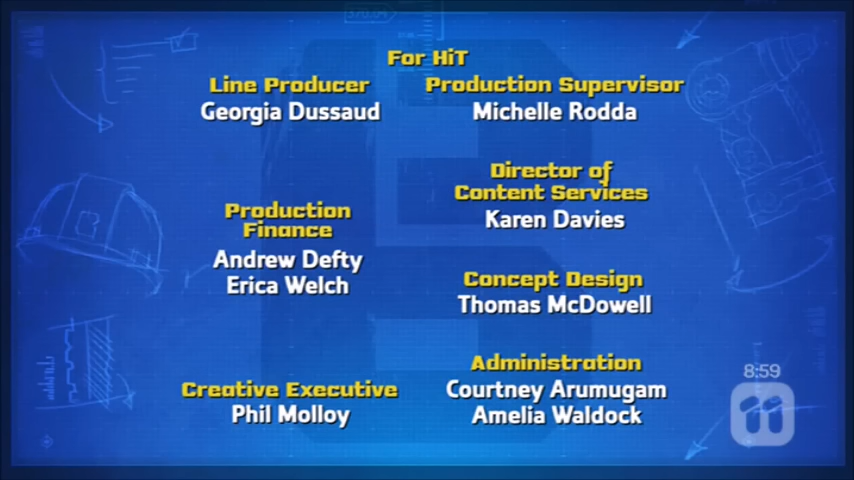 For HiT
Line Producer
Georgia Dussaud
Production Supervisor
Michelle Rodda
Production
Finance
Andrew Defty
Erica Welch
Director of
Content Services
Karen Davies
Concept Design
Thomas McDowell
Creative Executive
Phil Molloy
Administration
Courtney Arumugam
Amelia Waldock
8:59
11